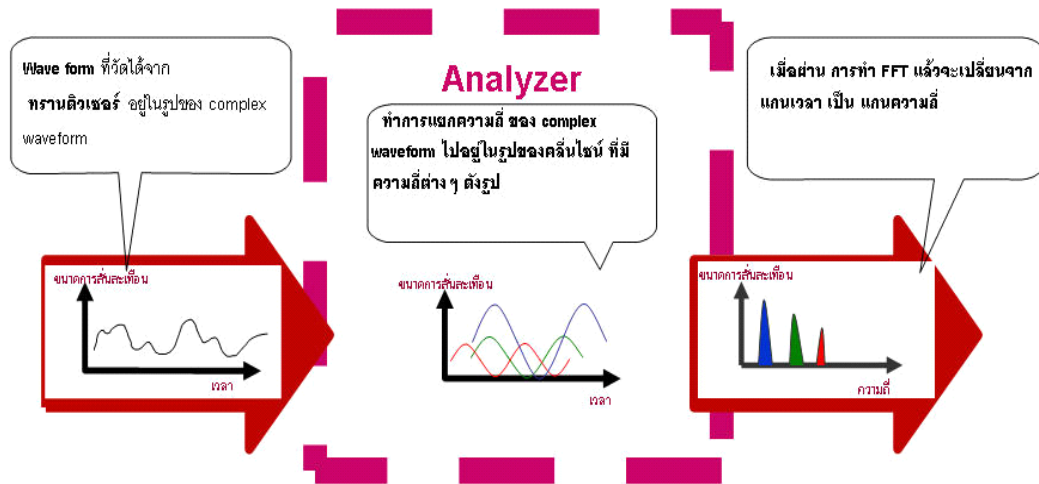 Wave form ที่วัดได้จาก
ทรานดิวเซอร์ อยู่ในรูปของ complex
waveform
ขนาดการสั่นสะเทือน
เวลา
Analyzer
ทำการแยกความถี่ ของ complex
waveform ไปอยู่ในรูปของคลื่นไซน์ ที่มี
ความถี่ต่าง ๆ ดังรูป
ขนาดการสั่นสะเทือน
เวลา
เมื่อผ่าน การทำ FFT แล้วจะเปลี่ยนจาก
แกนเวลา เป็น แกนความถี่
ขนาดการสั่นสะเทือน
ความถี่